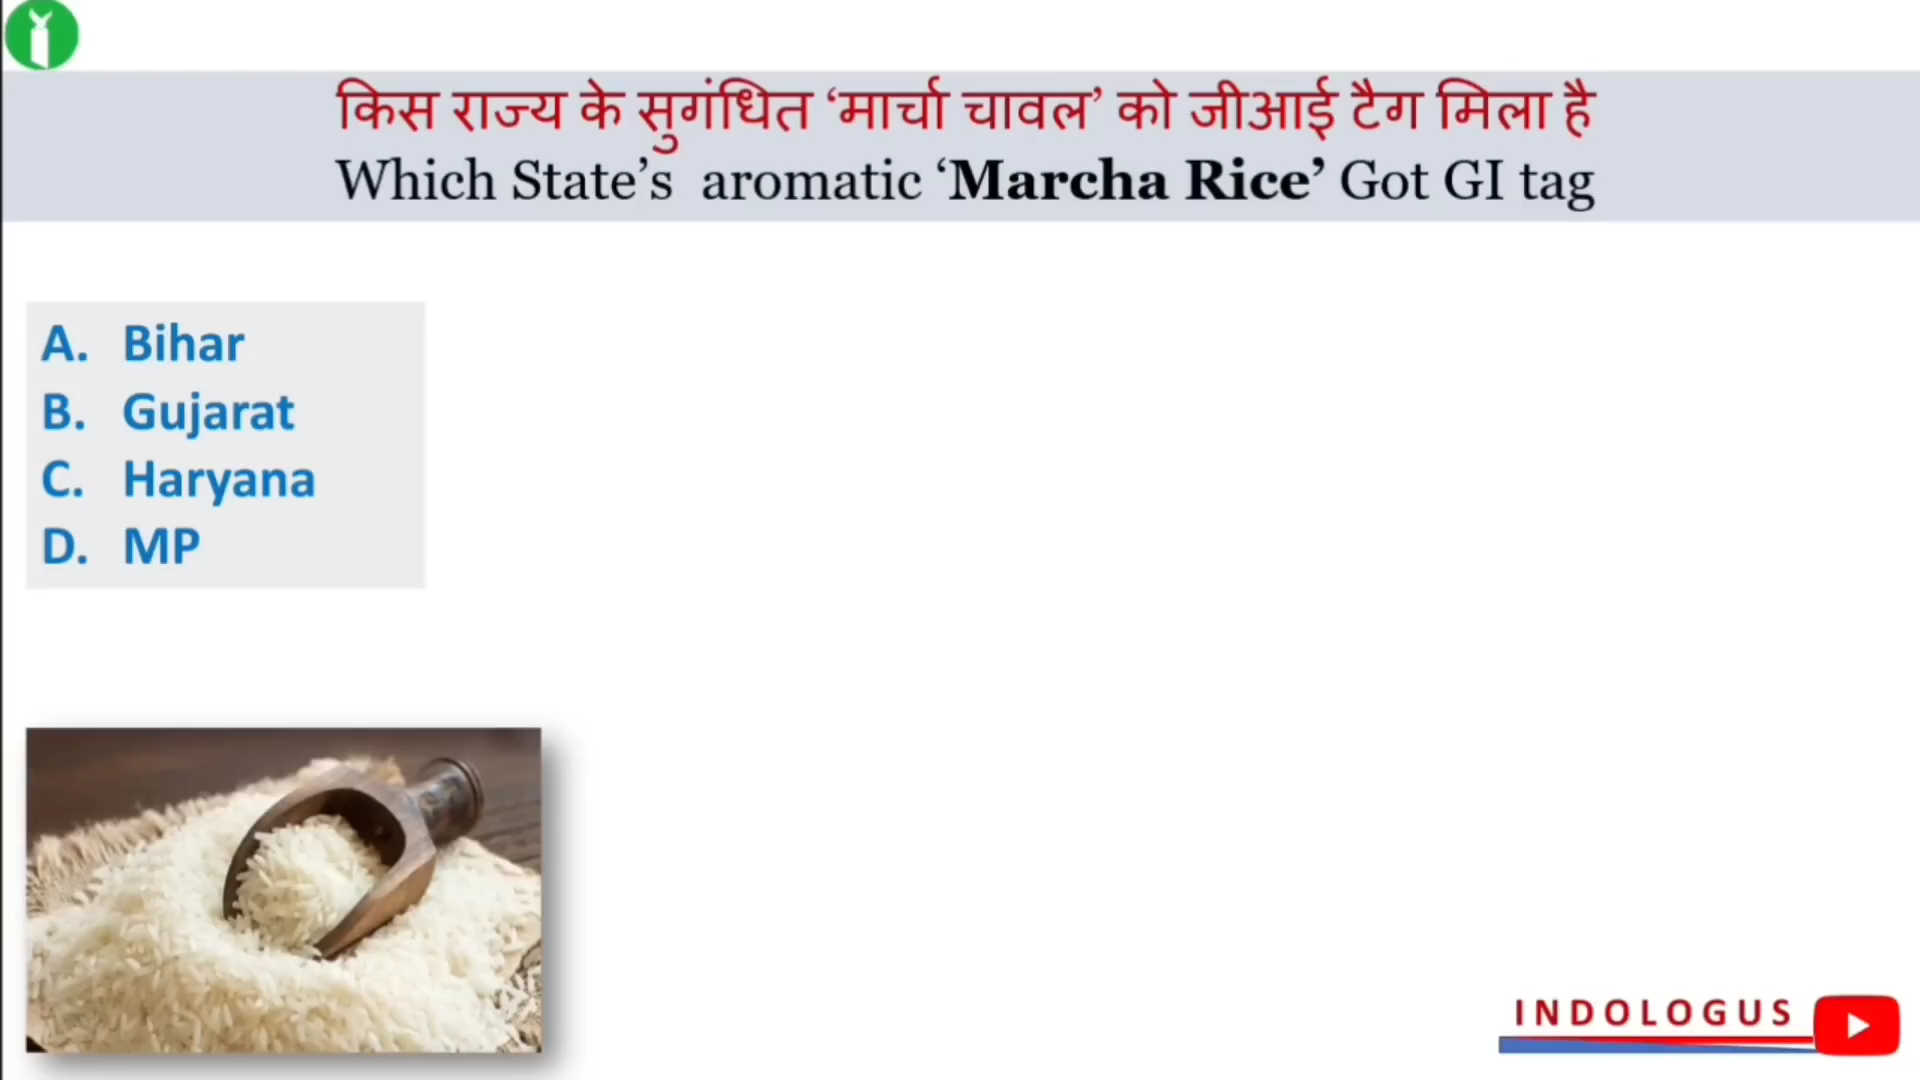 किस राज्य के सुगंधित ‘मार्चा चावल’ को जीआई टैग मिला है
Which State’s aromatic ‘Marcha Rice’ Got GI tag
A. Bihar
B. Gujarat
C. Haryana
D. MP
INDOLOGUS